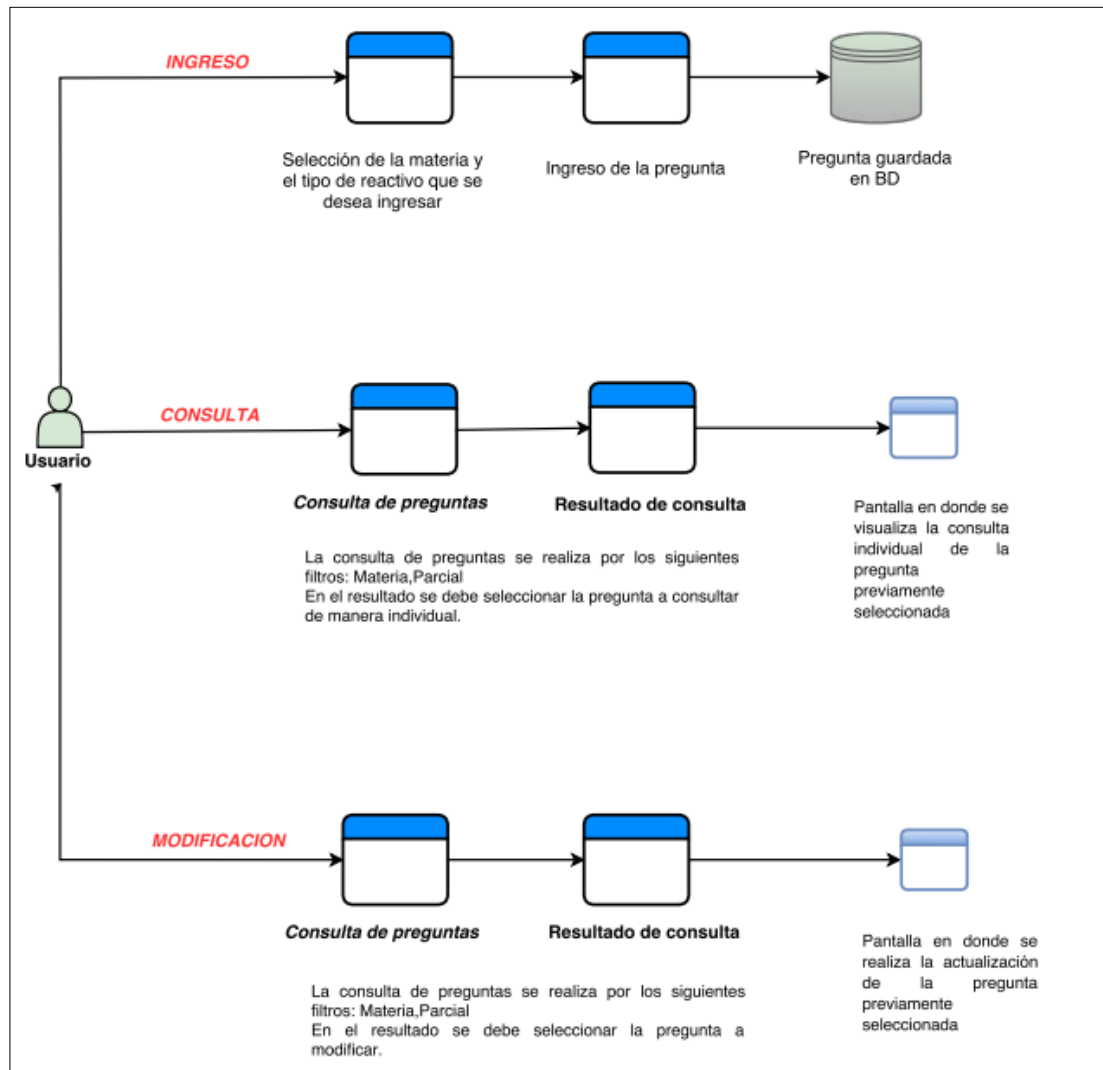 INGRESO
Selección de la materia y
el tipo de reactivo que se
desea ingresar
Ingreso de la pregunta
Pregunta guardada
en BD
CONSULTA
Usuario
Consulta de preguntas
Resultado de consulta
La consulta de preguntas se realiza por los siguientes
filtros: Materia,Parcial
En el resultado se debe seleccionar la pregunta a consultar
de manera individual.
Pantalla en donde se
visualiza la consulta
individual de la
pregunta
previamente
seleccionada
MODIFICACION
Consulta de preguntas
Resultado de consulta
La consulta de preguntas se realiza por los siguientes
filtros: Materia,Parcial
En el resultado se debe seleccionar la pregunta a
modificar.
Pantalla en donde se
realiza la actualización
de la pregunta
previamente
seleccionada